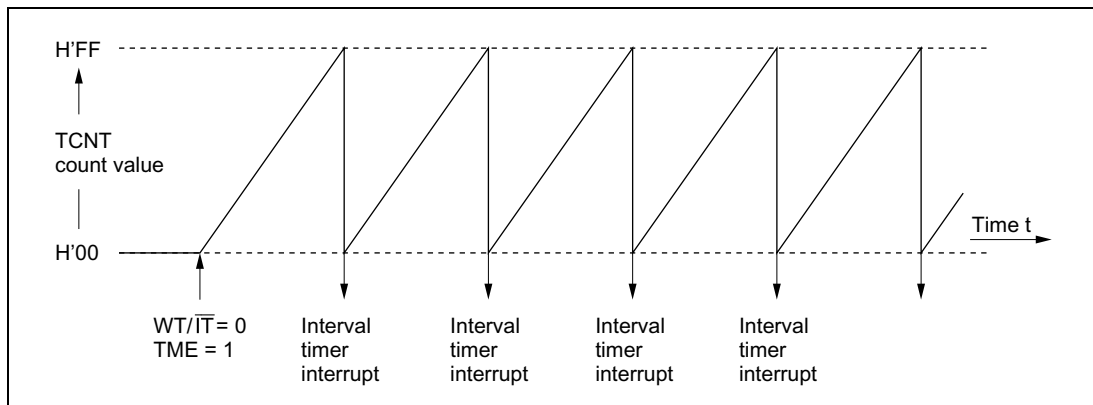 H'FF
TCNT
count value
H'00
Time t
WT/I̅T̅ = 0
TME = 1
Interval
timer
interrupt
Interval
timer
interrupt
Interval
timer
interrupt
Interval
timer
interrupt